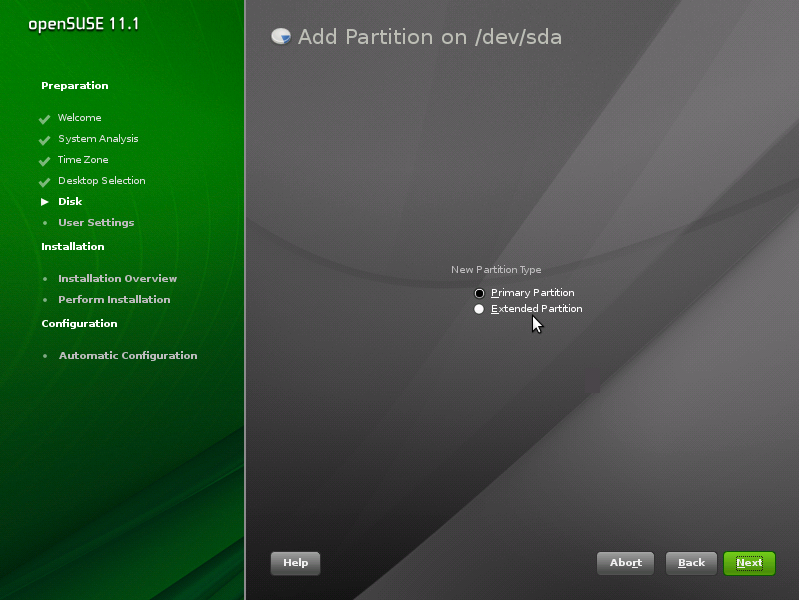 openSUSE 11.1
Preparation
Welcome
System Analysis
Time Zone
Desktop Selection
Disk
User Settings
Installation
Installation Overview
Perform Installation
Configuration
Automatic Configuration
Add Partition on /dev/sda
New Partition Type
Primary Partition
Extended Partition
Help
Abort
Back
Next